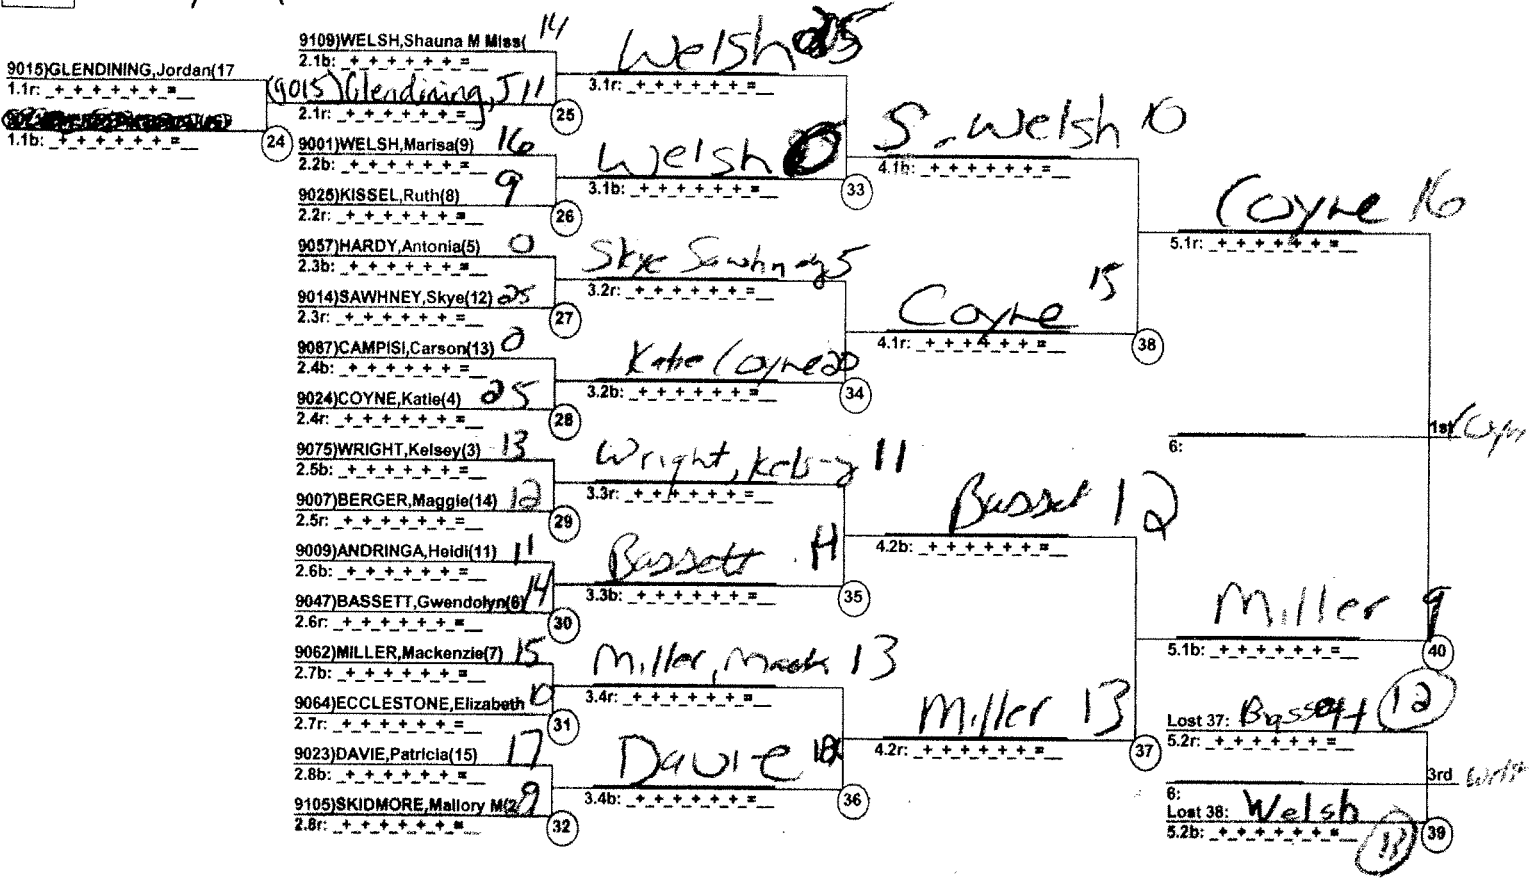 9109)WELSH,Shauna M Miss( 14
2.1b: _+_+_+_+_+_+_=__
9015)GLENDINING,Jordan(17
1.1r: _+_+_+_+_+_+_=__
1.1b: _+_+_+_+_+_+_=__
24
(9015) Glendining, J 11
2.1r: _+_+_+_+_+_+_=__
25
9001)WELSH,Marisa(9) 16
2.2b: _+_+_+_+_+_+_=__
9025)KISSEL,Ruth(8) 9
2.2r: _+_+_+_+_+_+_=__
26
9057)HARDY,Antonia(5) 0
2.3b: _+_+_+_+_+_+_=__
9014)SAWHNEY,Skye(12) 25
2.3r: _+_+_+_+_+_+_=__
27
9087)CAMPISI,Carson(13) 0
2.4b: _+_+_+_+_+_+_=__
9024)COYNE,Katie(4) 25
2.4r: _+_+_+_+_+_+_=__
28
9075)WRIGHT,Kelsey(3) 13
2.5b: _+_+_+_+_+_+_=__
9007)BERGER,Maggie(14) 12
2.5r: _+_+_+_+_+_+_=__
29
9009)ANDRINGA,Heidi(11) 11
2.6b: _+_+_+_+_+_+_=__
9047)BASSETT,Gwendolyn(6) 14
2.6r: _+_+_+_+_+_+_=__
30
9062)MILLER,Mackenzie(7) 15
2.7b: _+_+_+_+_+_+_=__
9064)ECCLESTONE,Elizabeth 10
2.7r: _+_+_+_+_+_+_=__
31
9023)DAVIE,Patricia(15) 17
2.8b: _+_+_+_+_+_+_=__
9105)SKIDMORE,Mallory M(2 9
2.8r: _+_+_+_+_+_+_=__
32
Welsh
3.1r: _+_+_+_+_+_+_=__
Welsh
3.1b: _+_+_+_+_+_+_=__
33
Skye Sawhney 5
3.2r: _+_+_+_+_+_+_=__
Katie Coyne 20
3.2b: _+_+_+_+_+_+_=__
34
Wright, Kelsey 11
3.3r: _+_+_+_+_+_+_=__
Bassett
3.3b: _+_+_+_+_+_+_=__
35
Miller, Mack 13
3.4r: _+_+_+_+_+_+_=__
Davie
3.4b: _+_+_+_+_+_+_=__
36
S. Welsh 10
4.1b: _+_+_+_+_+_+_=__
Coyne 15
4.1r: _+_+_+_+_+_+_=__
38
Basset 12
4.2b: _+_+_+_+_+_+_=__
Miller 13
4.2r: _+_+_+_+_+_+_=__
37
Coyne 16
5.1r: _+_+_+_+_+_+_=__
1st
6:
Miller 9
5.1b: _+_+_+_+_+_+_=__
40
Lost 37: Bassett 12
5.2r: _+_+_+_+_+_+_=__
3rd
6:
Lost 38: Welsh
5.2b: _+_+_+_+_+_+_=__
39